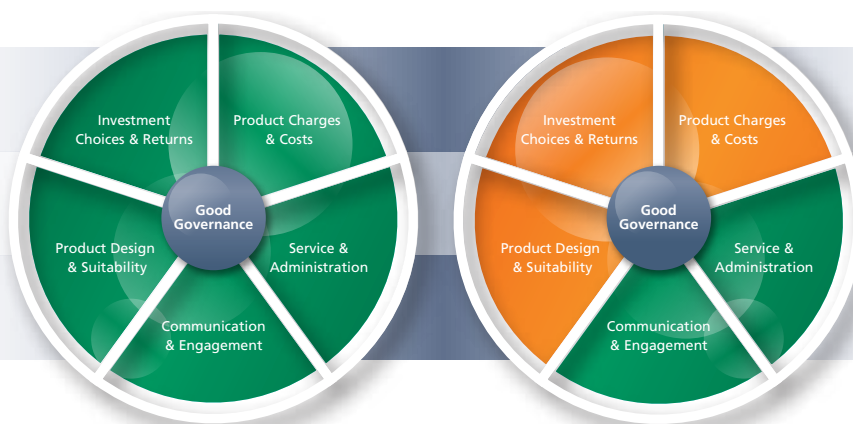 Investment
Choices & Returns
Product Charges
& Costs
Good
Governance
Product Design
& Suitability
Service &
Administration
Communication
& Engagement
Investment
Choices & Returns
Product Charges
& Costs
Good
Governance
Product Design
& Suitability
Service &
Administration
Communication
& Engagement